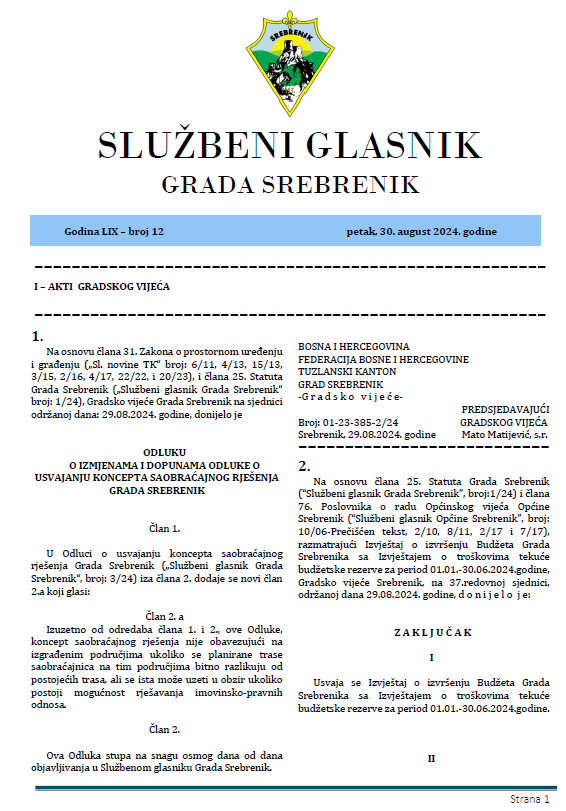 SREBRENIK
SLUŽBENI GLASNIK
GRADA SREBRENIK
Godina LIX – broj 12 petak, 30. august 2024. godine
I – AKTI GRADSKOG VIJEĆA
1.
Na osnovu člana 31. Zakona o prostornom uređenju
i građenju („Sl. novine TK“ broj: 6/11, 4/13, 15/13,
3/15, 2/16, 4/17, 22/22, i 20/23), i člana 25. Statuta
Grada Srebrenik („Službeni glasnik Grada Srebrenik“
broj: 1/24), Gradsko vijeće Grada Srebrenik na sjednici
održanoj dana: 29.08.2024. godine, donijelo je
ODLUKU
O IZMJENAMA I DOPUNAMA ODLUKE O
USVAJANJU KONCEPTA SAOBRAĆAJNOG RJEŠENJA
GRADA SREBRENIK
Član 1.
U Odluci o usvajanju koncepta saobraćajnog
rješenja Grada Srebrenik („Službeni glasnik Grada
Srebrenik“, broj: 3/24) iza člana 2. dodaje se novi član
2.a koji glasi:
Član 2. a
Izuzetno od odredaba člana 1. i 2., ove Odluke,
koncept saobraćajnog rješenja nije obavezujući na
izgrađenim područjima ukoliko se planirane trase
saobraćajnica na tim područjima bitno razlikuju od
postojećih trasa, ali se ista može uzeti u obzir ukoliko
postoji mogućnost rješavanja imovinsko-pravnih
odnosa.
Član 2.
Ova Odluka stupa na snagu osmog dana od dana
objavljivanja u Službenom glasniku Grada Srebrenik.
BOSNA I HERCEGOVINA
FEDERACIJA BOSNE I HERCEGOVINE
TUZLANSKI KANTON
GRAD SREBRENIK
-G r a d s k o v i j e ć e-
PREDSJEDAVAJUĆI
Broj: 01-23-385-2/24 GRADSKOG VIJEĆA
Srebrenik, 29.08.2024. godine Mato Matijević, s.r.
2.
Na osnovu člana 25. Statuta Grada Srebrenik
("Službeni glasnik Grada Srebrenik", broj:1/24) i člana
76. Poslovnika o radu Općinskog vijeća Općine
Srebrenik ("Službeni glasnik Općine Srebrenik", broj:
10/06-Prečišćen tekst, 2/10, 8/11, 2/17 i 7/17),
razmatrajući Izvještaj o izvršenju Budžeta Grada
Srebrenika sa Izvještajem o troškovima tekuće
budžetske rezerve za period 01.01.-30.06.2024.godine,
Gradsko vijeće Srebrenik, na 37.redovnoj sjednici,
održanoj dana 29.08.2024. godine, d o n i j e l o j e:
Z A K L J U Č A K
I
Usvaja se Izvještaj o izvršenju Budžeta Grada
Srebrenika sa Izvještajem o troškovima tekuće
budžetske rezerve za period 01.01.-30.06.2024.godine.
II
Strana 1